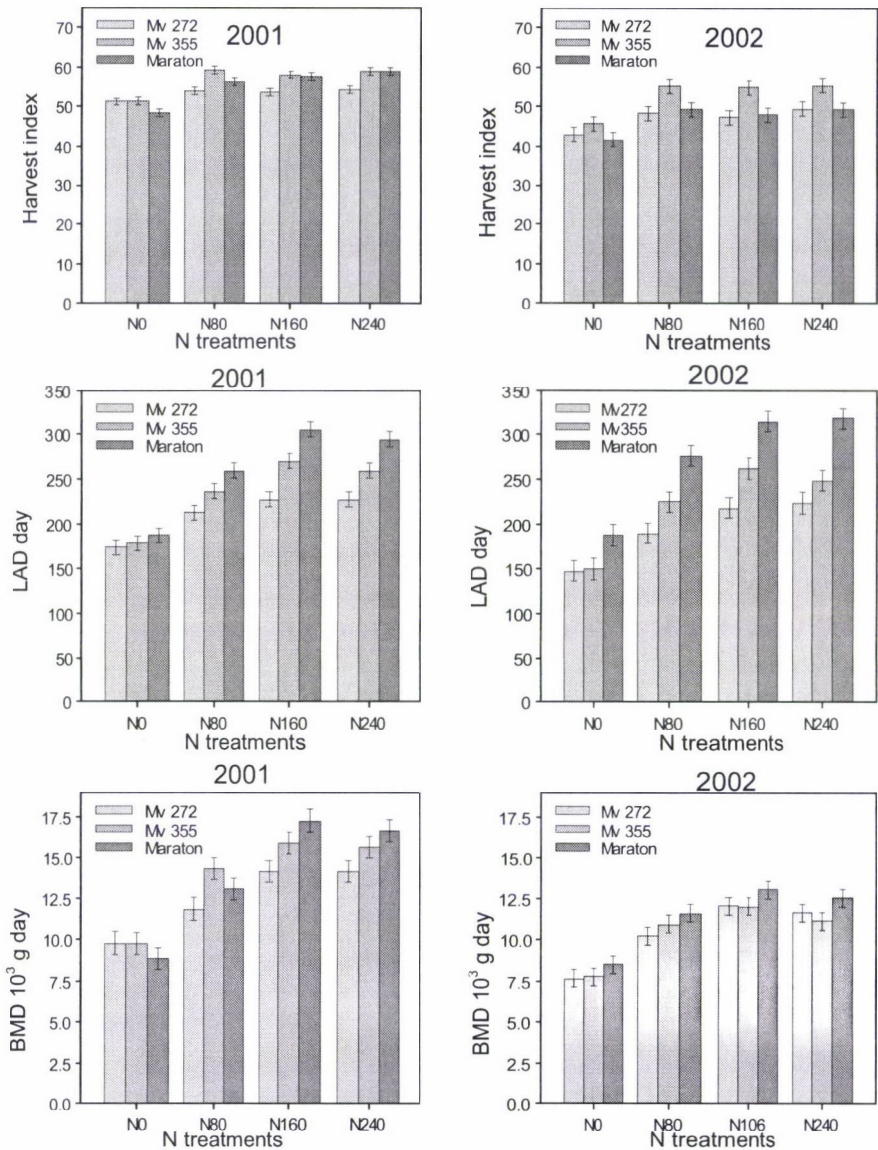 2001
Mv 272
Mv 355
Maraton
Harvest index
70
60
50
40
30
20
10
0
N0 N80 N160 N240
N treatments
2002
Mv 272
Mv 355
Maraton
Harvest index
70
60
50
40
30
20
10
0
N0 N80 N160 N240
N treatments
2001
Mv 272
Mv 355
Maraton
LAD day
350
300
250
200
150
100
50
0
N0 N80 N160 N240
N treatments
2002
Mv272
Mv355
Maraton
LAD day
350
300
250
200
150
100
50
0
N0 N80 N160 N240
N treatments
2001
Mv 272
Mv 355
Maraton
BMD 10³ g day
17.5
15.0
12.5
10.0
7.5
5.0
2.5
0.0
N0 N80 N160 N240
N treatments
2002
Mv 272
Mv 355
Maraton
BMD 10³ g day
17.5
15.0
12.5
10.0
7.5
5.0
2.5
0.0
N0 N80 N106 N240
N treatments